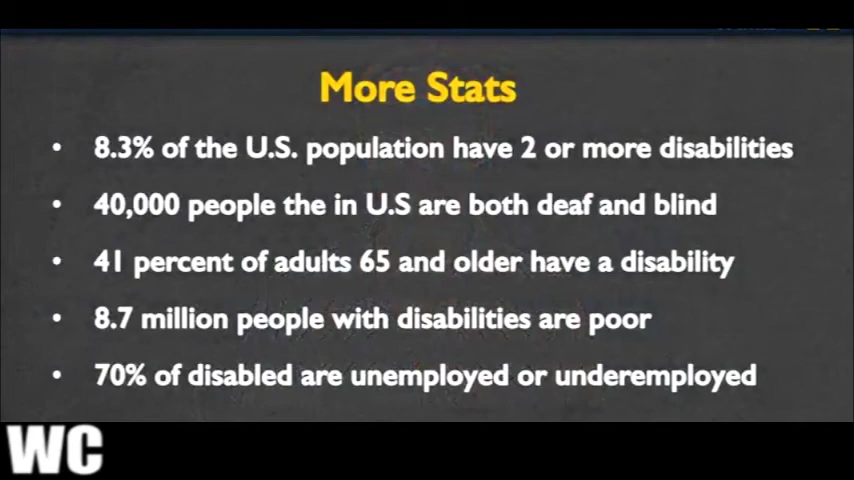 More Stats
• 8.3% of the U.S. population have 2 or more disabilities
• 40,000 people the in U.S are both deaf and blind
• 41 percent of adults 65 and older have a disability
• 8.7 million people with disabilities are poor
• 70% of disabled are unemployed or underemployed
WC